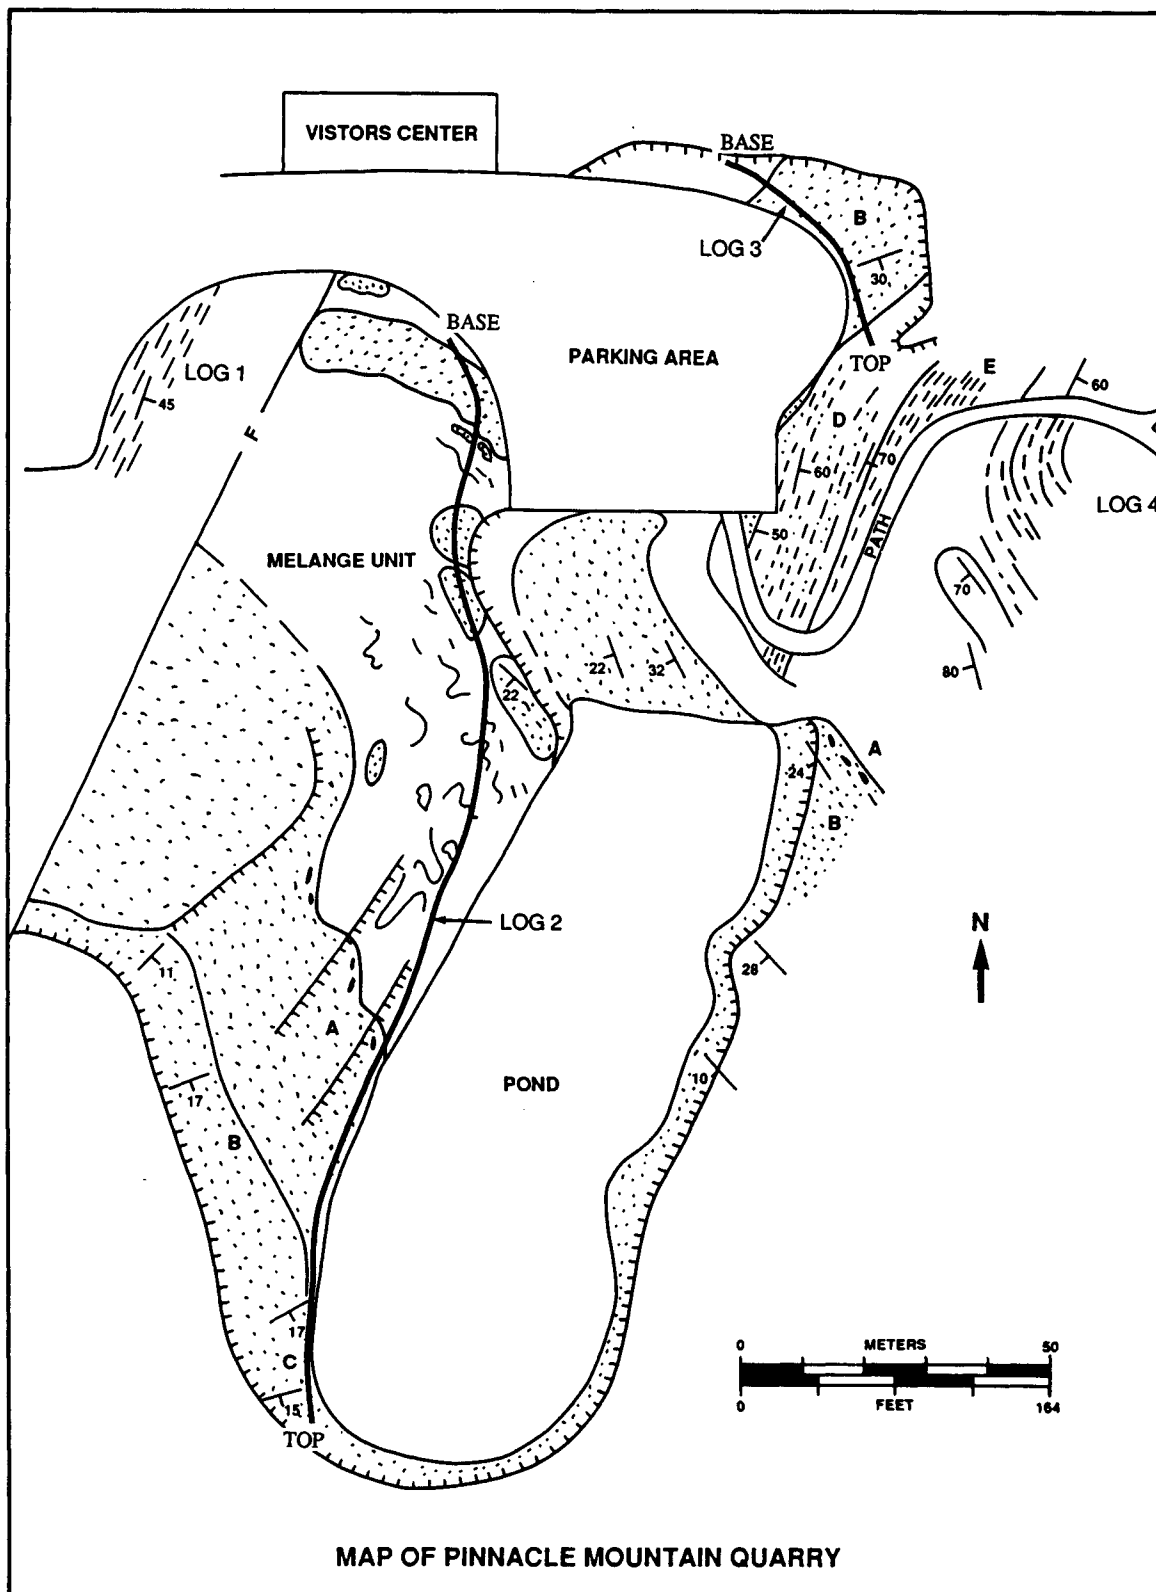 VISTORS CENTER
BASE
B
LOG 3
30
BASE
TOP
PARKING AREA
LOG 1
45
F
E
60
D
70
60
LOG 4
50
PATH
MELANGE UNIT
70
22
32
22
80
A
24
B
LOG 2
N
11
28
A
10
POND
17
B
17
C
15
TOP
0 METERS 50
0 FEET 164
MAP OF PINNACLE MOUNTAIN QUARRY